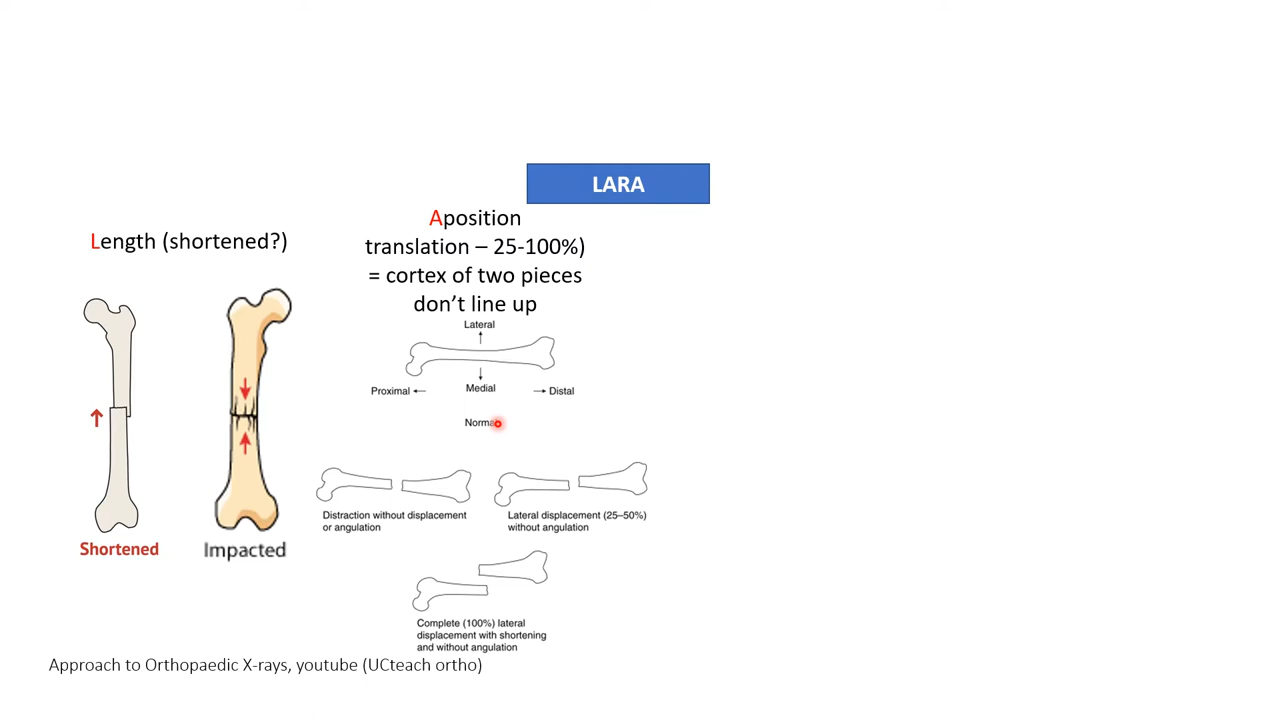 LARA
Length (shortened?)
Shortened
Impacted
Aposition
translation – 25-100%)
= cortex of two pieces
don’t line up
Lateral
Proximal
Medial
Distal
Distraction without displacement
or angulation
Lateral displacement (25–50%)
without angulation
Complete (100%) lateral
displacement with shortening
and without angulation
Approach to Orthopaedic X-rays, youtube (UCteach ortho)